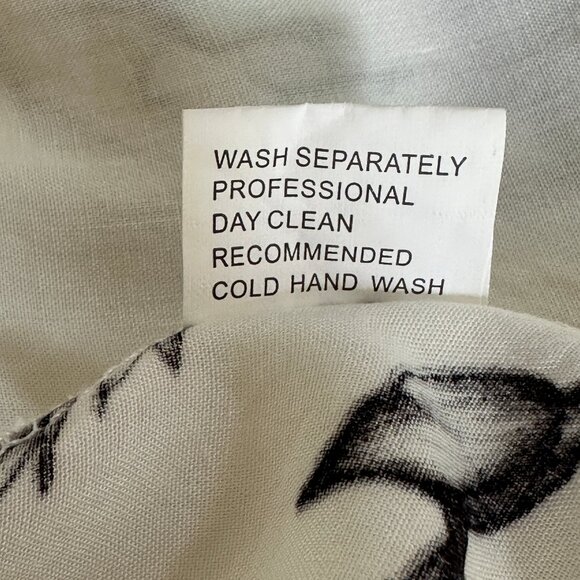 WASH SEPARATELY
PROFESSIONAL
DAY CLEAN
RECOMMENDED
COLD HAND WASH